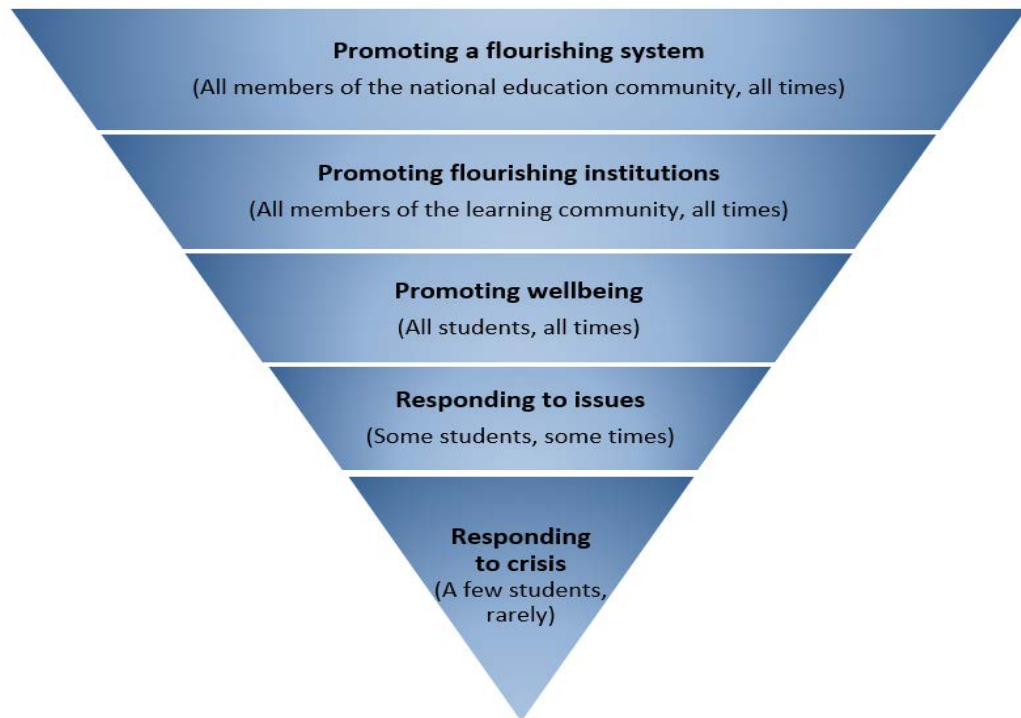 Promoting a flourishing system
(All members of the national education community, all times)
Promoting flourishing institutions
(All members of the learning community, all times)
Promoting wellbeing
(All students, all times)
Responding to issues
(Some students, some times)
Responding
to crisis
(A few students,
rarely)